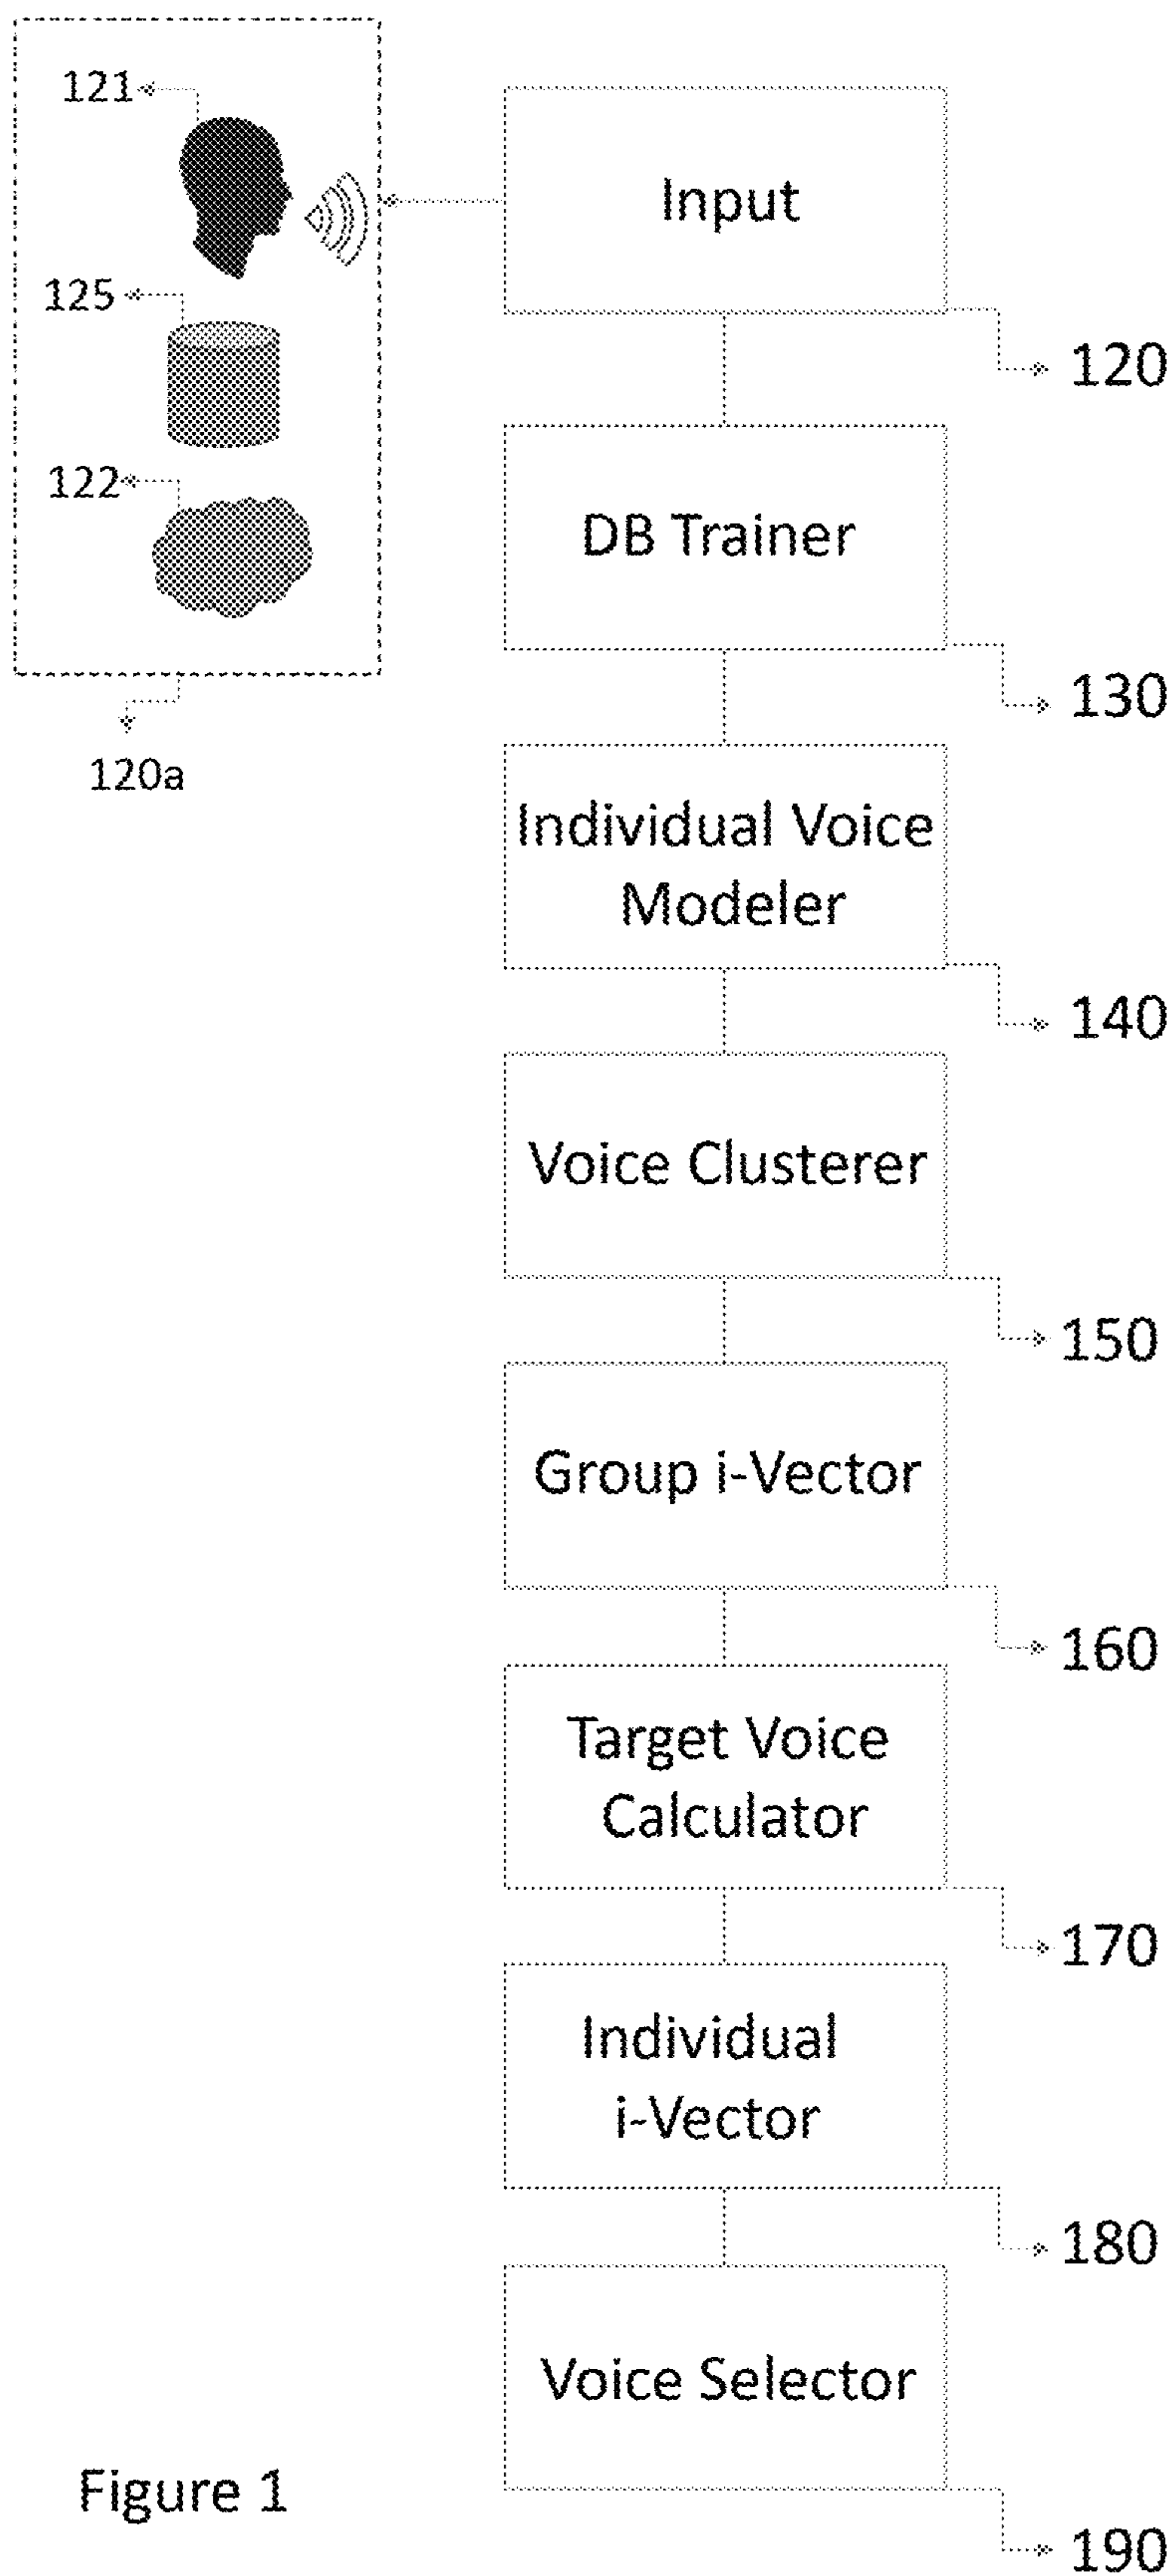 121
125
122
120a
Input
120
DB Trainer
130
Individual Voice
Modeler
140
Voice Clusterer
150
Group i-Vector
160
Target Voice
Calculator
170
Individual
i-Vector
180
Voice Selector
190
Figure 1